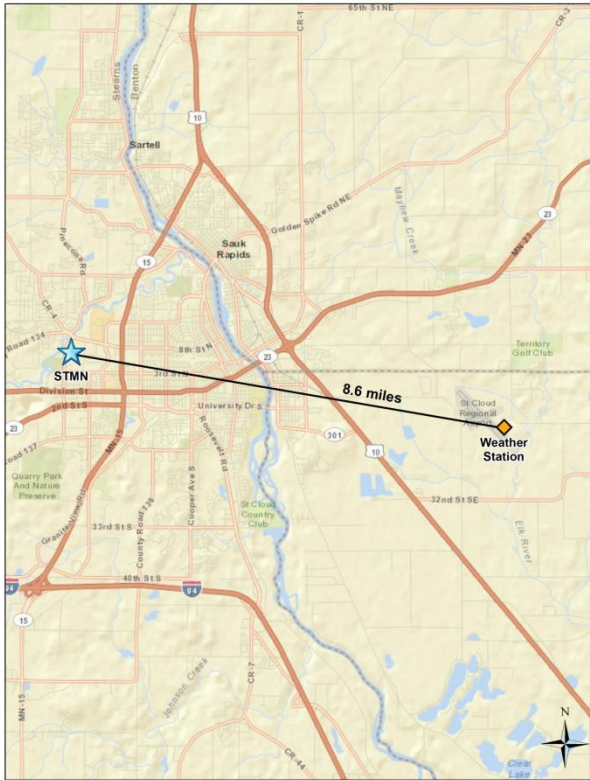 65th St NE
CR-1
CR-2
Stearns
Benton
10
Sartell
23
Mayhew Creek
MN-23
Golden Spike Rd NE
Pinecone Rd
Sauk
Rapids
15
CR-4
Road 134
8th St N
23
Territory
Golf Club
STMN
3rd St N
Division St
8.6 miles
2nd St S
University Dr S
St Cloud
Regional
23
MN-15
Roosevelt Rd
301
Weather
Station
Road 137
10
Quarry Park
And Nature
Preserve
Cooper Ave S
County Road 136
32nd St SE
St Cloud
Country
Club
Granite View Rd
33rd St S
Elk River
40th St S
94
94
15
CR-7
MN-15
Johnson Creek
N
CR-44
Clear
Lake